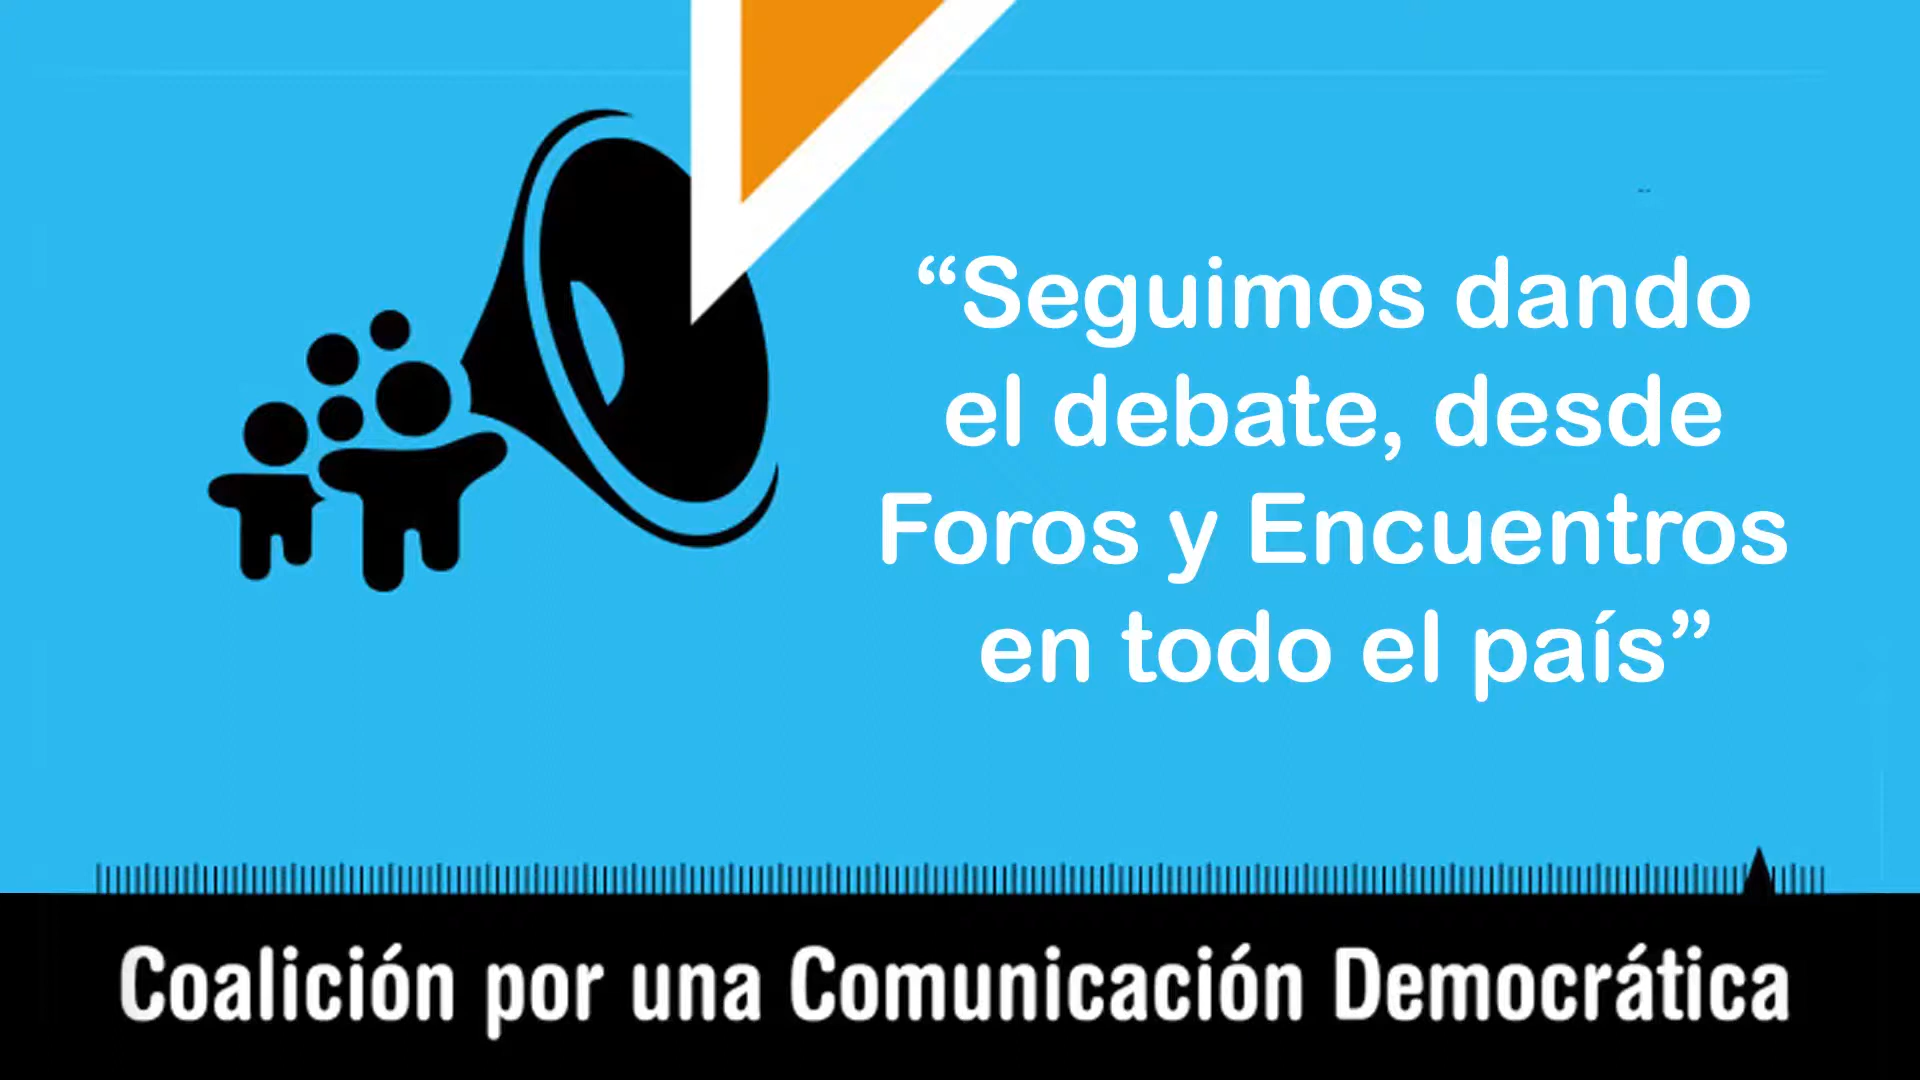 “Seguimos dando
el debate, desde
Foros y Encuentros
en todo el país”
Coalición por una Comunicación Democrática